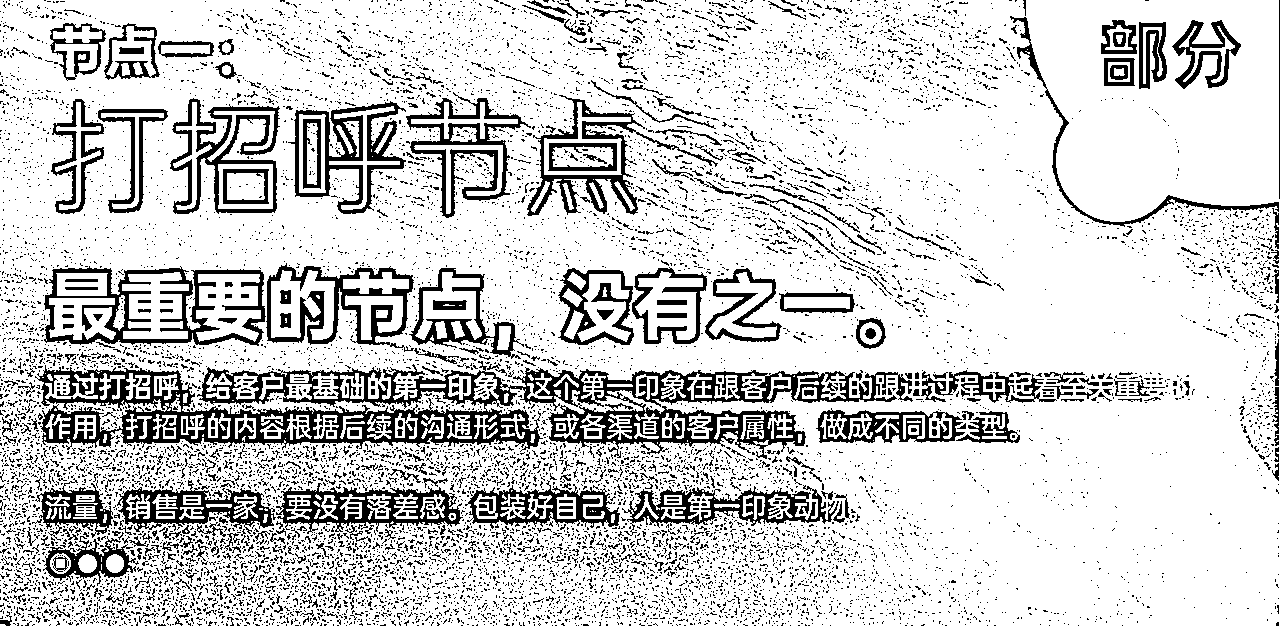 节点一：
部分
打招呼节点
最重要的节点，没有之一。
通过打招呼，给客户最基础的第一印象，这个第一印象在跟客户后续的跟进过程中起着至关重要的
作用，打招呼的内容根据后续的沟通形式，或各渠道的客户属性，做成不同的类型。
流量，销售是一家，要没有落差感。包装好自己，人是第一印象动物。